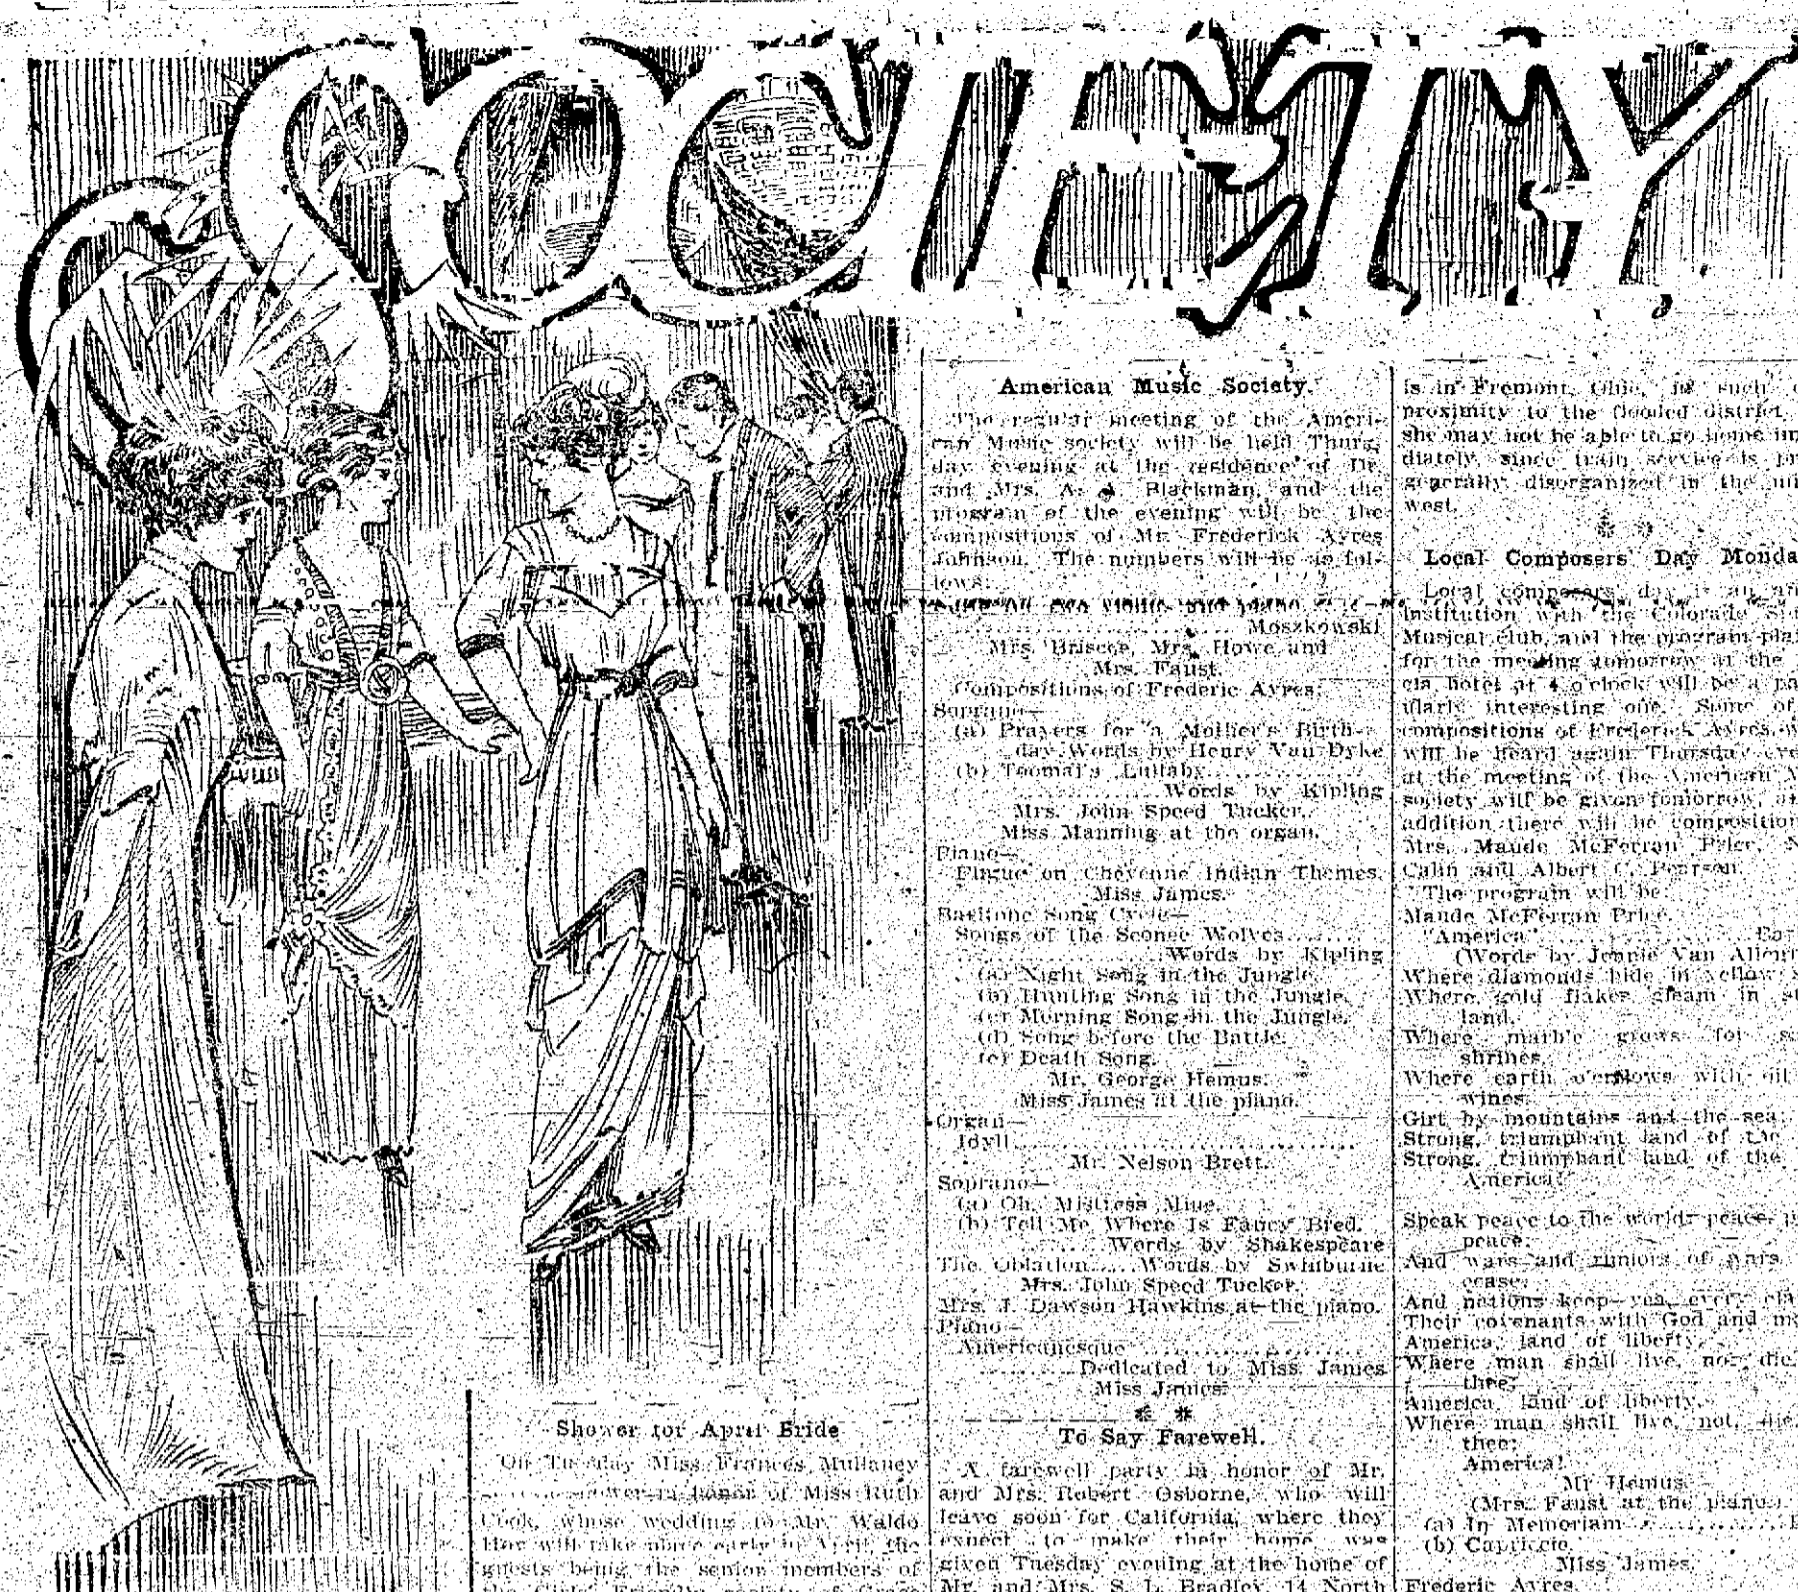 SOCIETY
American Music Society.
The regular meeting of the Ameri-
can Music society will be held Thurs-
day evening at the residence of Dr.
and Mrs. A. J. Blackman, and the
program of the evening will be the
compositions of Mr. Frederick Ayres
Johnson. The numbers will be as fol-
lows:
and piano
Moszkowski
Mrs. Briscoe, Mrs. Howe and
Mrs. Faust.
Compositions of Frederic Ayres:
Soprano—
(a) Prayers for a Mother's Birth-
day. Words by Henry Van Dyke
(b) Toomai's Lullaby
Words by Kipling
Mrs. John Speed Tucker.
Miss Manning at the organ.
Piano—
Fugue on Cheyenne Indian Themes.
Miss James.
Baritone Song Cycle—
Songs of the Seonee Wolves
Words by Kipling
(a) Night Song in the Jungle.
(b) Hunting Song in the Jungle.
(c) Morning Song in the Jungle.
(d) Song before the Battle.
(e) Death Song.
Mr. George Hemus.
Miss James at the piano.
Organ—
Idyll
Mr. Nelson Brett.
Soprano—
(a) Oh, Mistress Mine.
(b) Tell Me Where Is Fancy Bred.
Words by Shakespeare
The Oblation.....Words by Swinburne
Mrs. John Speed Tucker.
Mrs. J. Dawson Hawkins at the piano.
Piano—
Americanesque
Dedicated to Miss James
Miss James.
* *
To Say Farewell.
A farewell party in honor of Mr.
and Mrs. Robert Osborne, who will
leave soon for California, where they
expect to make their home, was
given Tuesday evening at the home of
Mr. and Mrs. S. L. Bradley, 14 North
Shower for April Bride
On Tuesday Miss Frances Mullaney
shower in honor of Miss Ruth
Cook, whose wedding to Mr. Waldo
will take place early in April, the
guests being the senior members of
the Girls' Friendly society of Grace
is in Fremont, Ohio, in such
proximity to the flooded district,
she may not be able to go home im
diately, since train service is
generally disorganized in the
west.
Local Composers' Day Monda
Local composers' day is an
institution with the Colorado
Musical club, and the program
for the meeting tomorrow at the
cia hotel at 4 o'clock will be a
ularly interesting one. Some of
compositions of Frederick Ayres
will be heard again Thursday
at the meeting of the American
society will be given tomorrow,
addition there will be composition
Mrs. Maude McFerran Price,
Calin and Albert C. Pearson.
The program will be:
Maude McFerran Price.
"America"
(Words by Jennie Van Allen
Where diamonds hide in yellow
Where gold flakes gleam in
land.
Where marble grows for
shrines,
Where earth o'erflows with oil
wines.
Girt by mountains and the sea;
Strong, triumphant land of the
Strong, triumphant land of the
America!
Speak peace to the world; peace,
peace.
And wars and rumors of wars
cease;
And nations keep—yea, every
Their covenants with God and
America, land of liberty,
Where man shall live, not die,
thee;
America, land of liberty,
Where man shall live, not die,
thee;
America!
Mr. Hemus.
(Mrs. Faust at the piano.)
(a) In Memoriam
(b) Capriccio
Miss James.
Frederic Ayres.